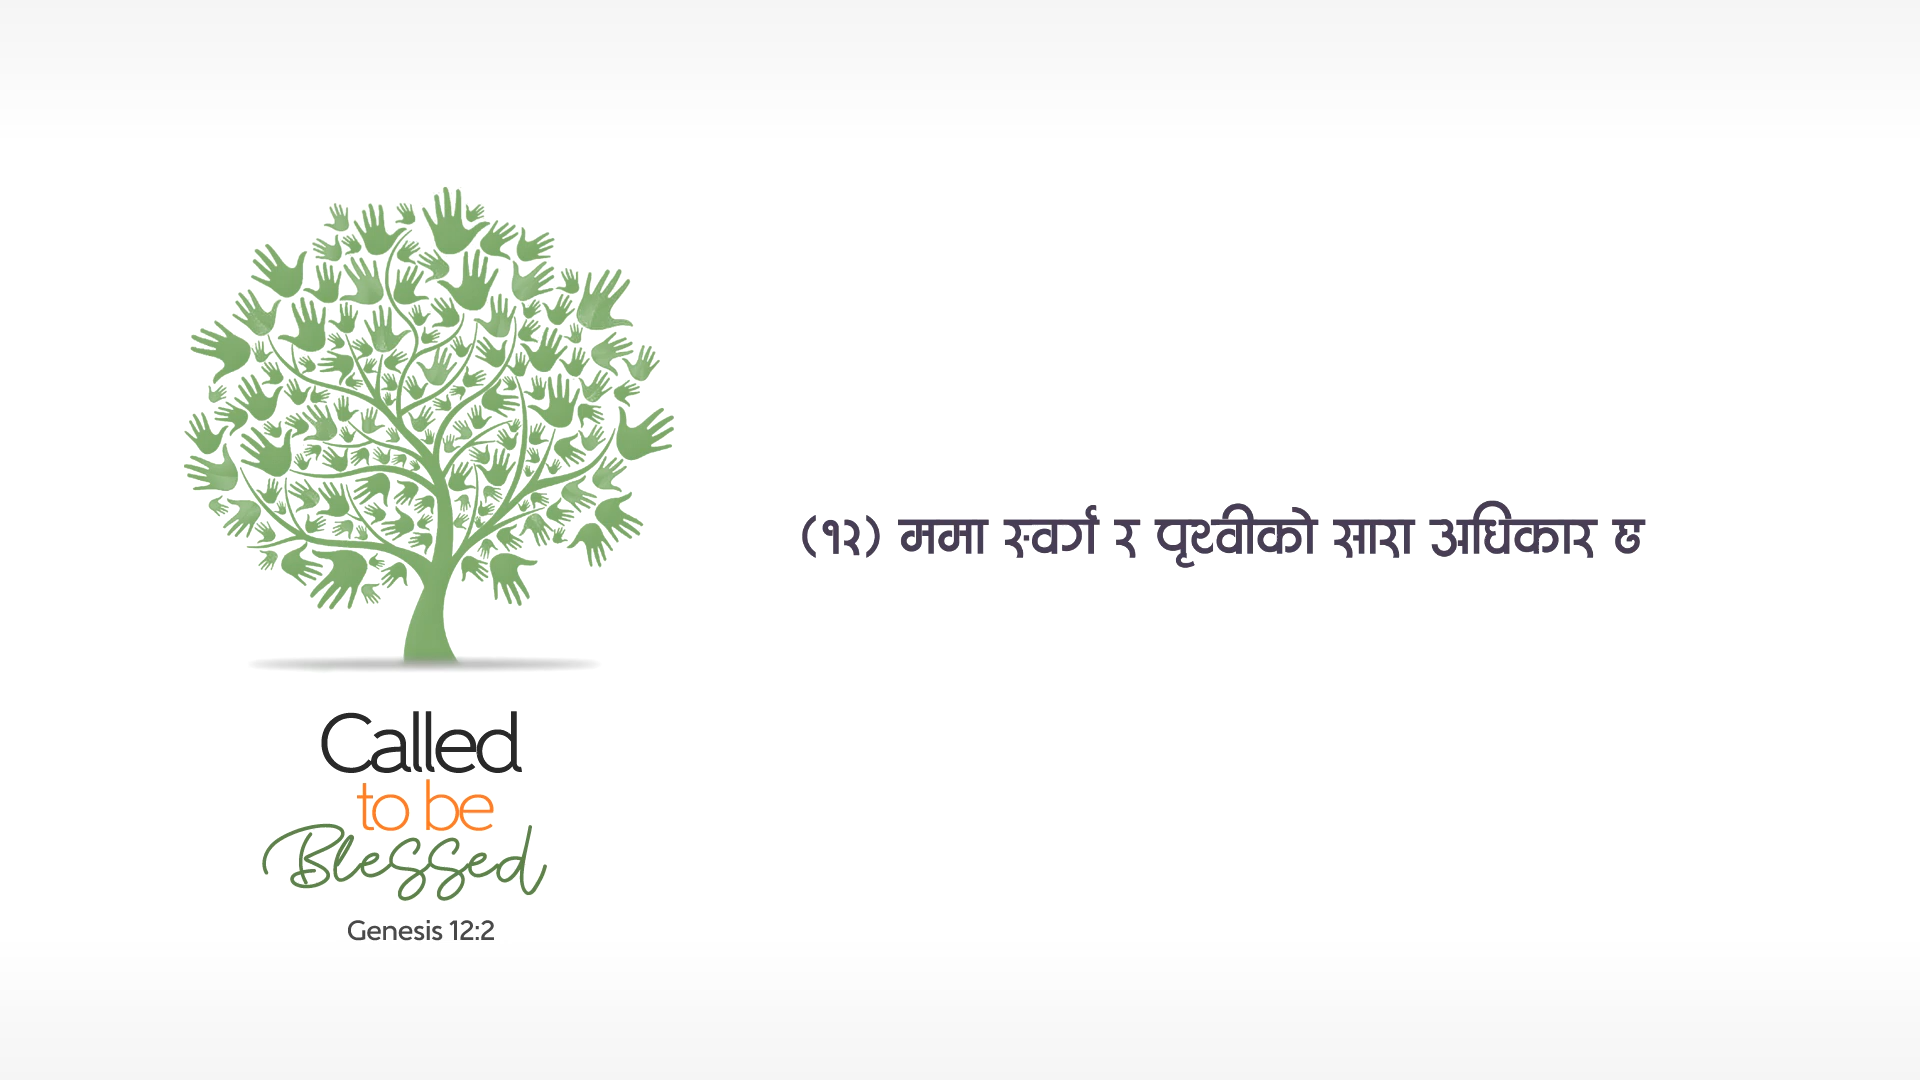 (१२) ममा स्वर्ग र पृथ्वीको सारा अधिकार छ
Called
to be
Blessed
Genesis 12:2